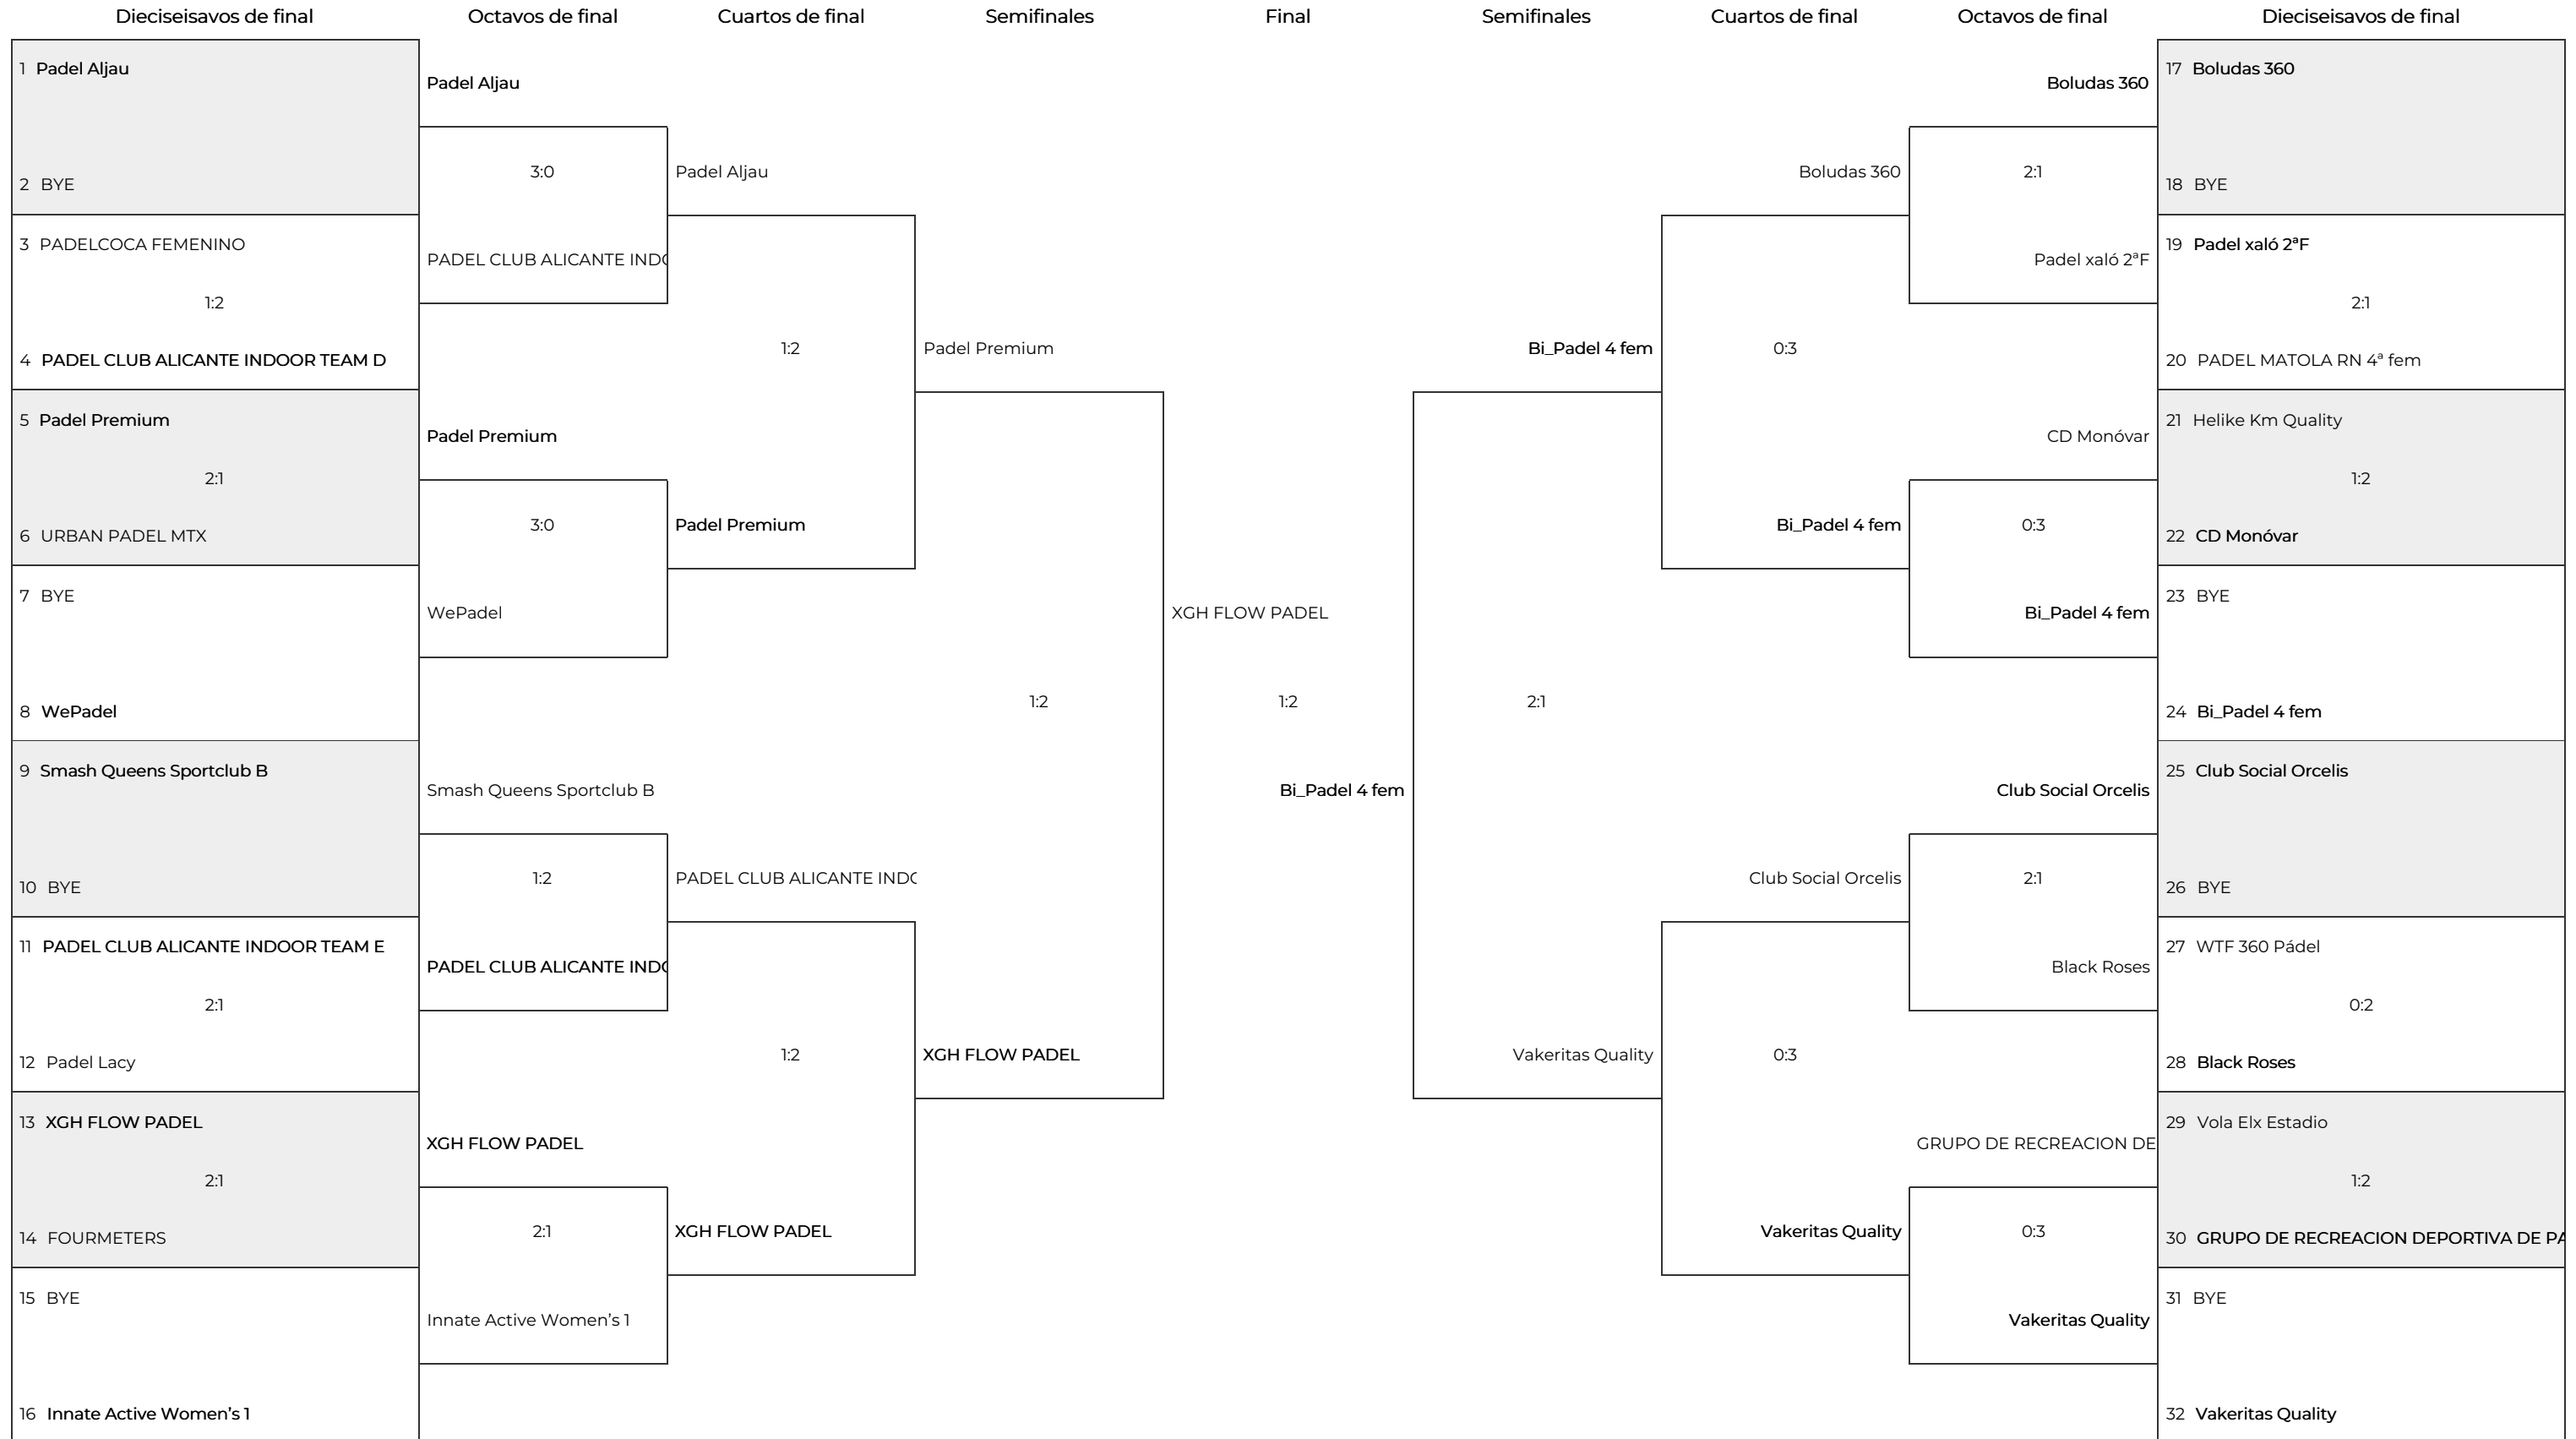 Dieciseisavos de final
Octavos de final
Cuartos de final
Semifinales
Final
Semifinales
Cuartos de final
Octavos de final
Dieciseisavos de final
1 Padel Aljau
2 BYE
3 PADELCOCA FEMENINO
1:2
4 PADEL CLUB ALICANTE INDOOR TEAM D
5 Padel Premium
2:1
6 URBAN PADEL MTX
7 BYE
8 WePadel
9 Smash Queens Sportclub B
10 BYE
11 PADEL CLUB ALICANTE INDOOR TEAM E
2:1
12 Padel Lacy
13 XGH FLOW PADEL
2:1
14 FOURMETERS
15 BYE
16 Innate Active Women's 1
Padel Aljau
3:0
PADEL CLUB ALICANTE INDO
Padel Premium
3:0
WePadel
Smash Queens Sportclub B
1:2
PADEL CLUB ALICANTE INDO
XGH FLOW PADEL
2:1
Innate Active Women's 1
Padel Aljau
1:2
Padel Premium
PADEL CLUB ALICANTE INDO
1:2
XGH FLOW PADEL
Padel Premium
1:2
XGH FLOW PADEL
XGH FLOW PADEL
1:2
Bi_Padel 4 fem
Bi_Padel 4 fem
2:1
Vakeritas Quality
Boludas 360
0:3
Bi_Padel 4 fem
Club Social Orcelis
0:3
Vakeritas Quality
Boludas 360
2:1
Padel xaló 2ªF
CD Monóvar
0:3
Bi_Padel 4 fem
Club Social Orcelis
2:1
Black Roses
GRUPO DE RECREACION DE
0:3
Vakeritas Quality
17 Boludas 360
18 BYE
19 Padel xaló 2ªF
2:1
20 PADEL MATOLA RN 4ª fem
21 Helike Km Quality
1:2
22 CD Monóvar
23 BYE
24 Bi_Padel 4 fem
25 Club Social Orcelis
26 BYE
27 WTF 360 Pádel
0:2
28 Black Roses
29 Vola Elx Estadio
1:2
30 GRUPO DE RECREACION DEPORTIVA DE PA
31 BYE
32 Vakeritas Quality